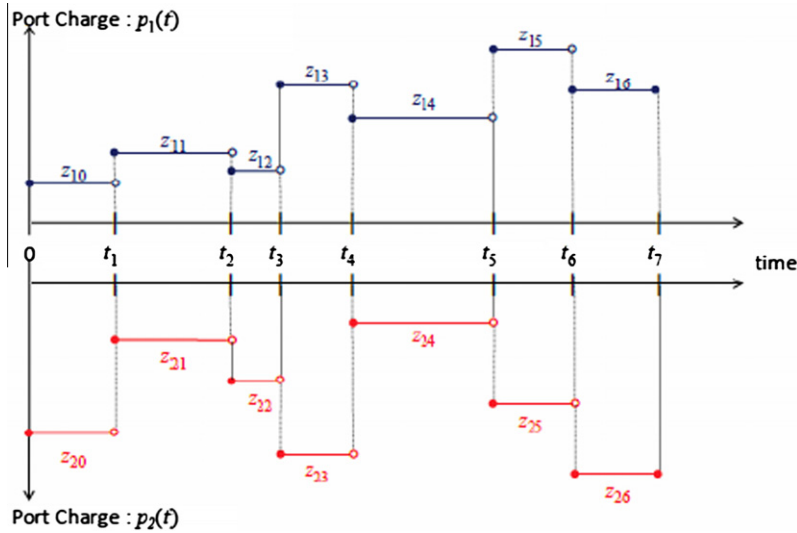 Port Charge : p₁(t)
z₁₅
z₁₃
z₁₆
z₁₄
z₁₁
z₁₂
z₁₀
0 t₁ t₂ t₃ t₄ t₅ t₆ t₇
time
z₂₄
z₂₁
z₂₂
z₂₅
z₂₀
z₂₃
z₂₆
Port Charge : p₂(t)